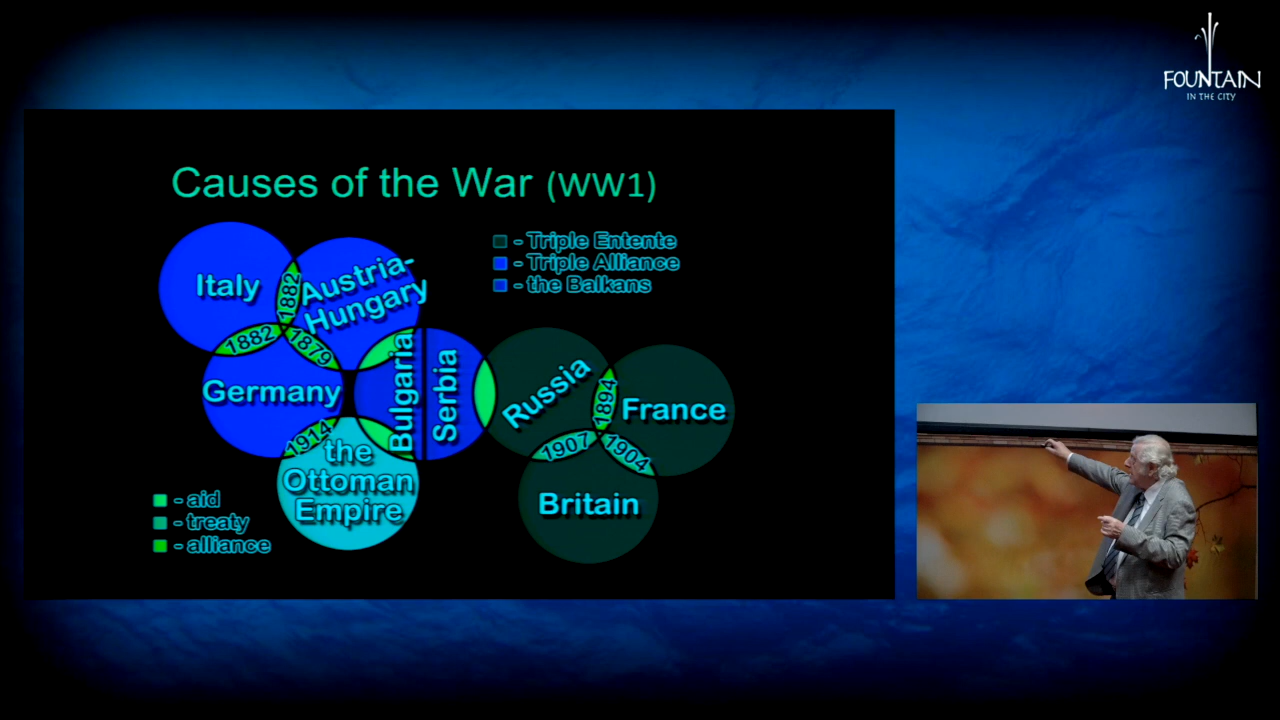 FOUNTAIN
IN THE CITY
Causes of the War (WW1)
- Triple Entente
- Triple Alliance
- the Balkans
Italy
1882
Austria-
Hungary
1882
1879
Germany
Bulgaria
Serbia
1914
the
Ottoman
Empire
Russia
1894
France
1907
1904
Britain
- aid
- treaty
- alliance